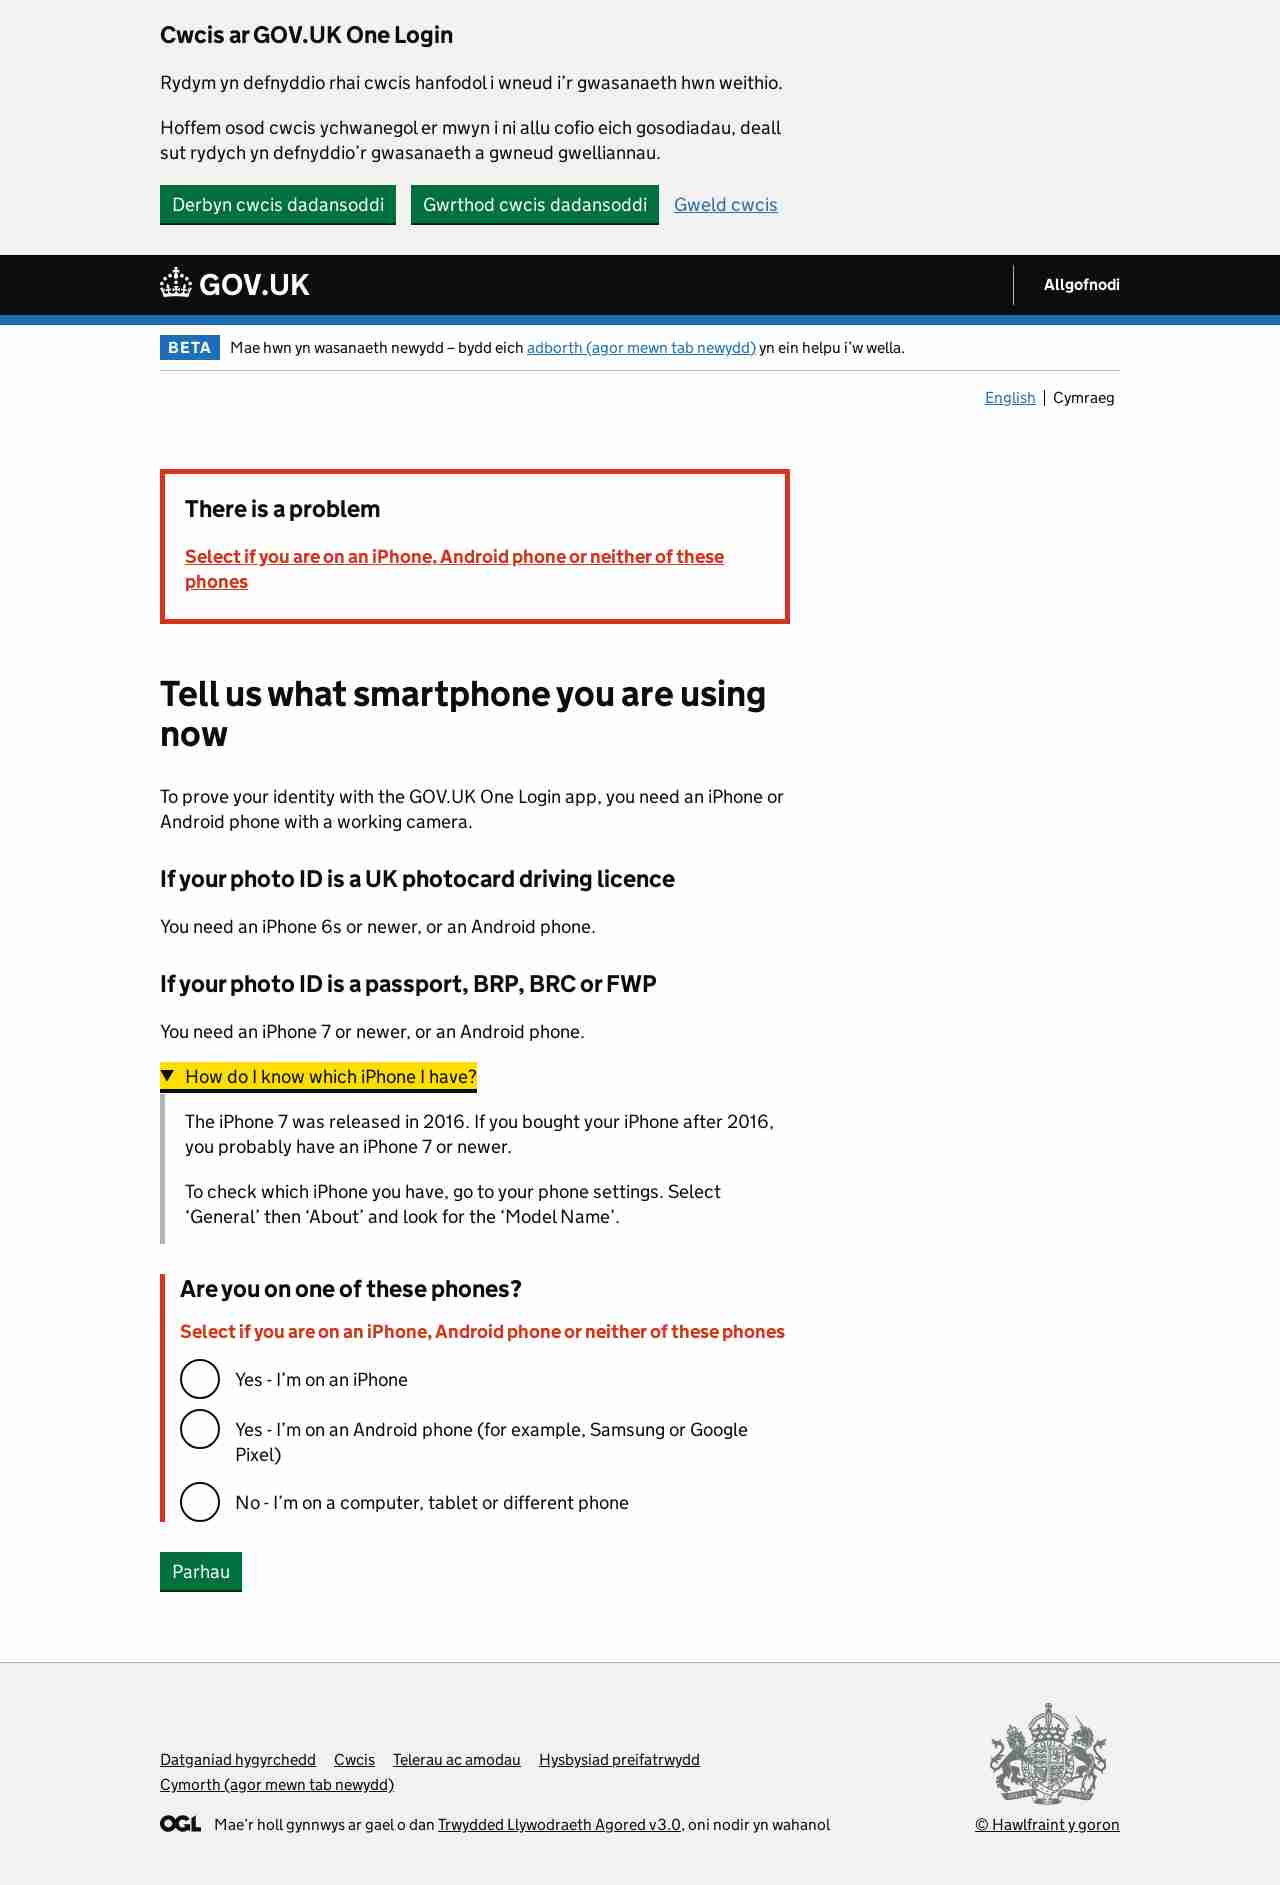 Cwcis ar GOV.UK One Login
Rydym yn defnyddio rhai cwcis hanfodol i wneud i’r gwasanaeth hwn weithio.
Hoffem osod cwcis ychwanegol er mwyn i ni allu cofio eich gosodiadau, deall
sut rydych yn defnyddio’r gwasanaeth a gwneud gwelliannau.
Derbyn cwcis dadansoddi Gwrthod cwcis dadansoddi Gweld cwcis
GOV.UK Allgofnodi
BETA Mae hwn yn wasanaeth newydd – bydd eich adborth (agor mewn tab newydd) yn ein helpu i’w wella.
English Cymraeg
There is a problem
Select if you are on an iPhone, Android phone or neither of these
phones
Tell us what smartphone you are using
now
To prove your identity with the GOV.UK One Login app, you need an iPhone or
Android phone with a working camera.
If your photo ID is a UK photocard driving licence
You need an iPhone 6s or newer, or an Android phone.
If your photo ID is a passport, BRP, BRC or FWP
You need an iPhone 7 or newer, or an Android phone.
How do I know which iPhone I have?
The iPhone 7 was released in 2016. If you bought your iPhone after 2016,
you probably have an iPhone 7 or newer.
To check which iPhone you have, go to your phone settings. Select
‘General’ then ‘About’ and look for the ‘Model Name’.
Are you on one of these phones?
Select if you are on an iPhone, Android phone or neither of these phones
Yes - I’m on an iPhone
Yes - I’m on an Android phone (for example, Samsung or Google
Pixel)
No - I’m on a computer, tablet or different phone
Parhau
Datganiad hygyrchedd Cwcis Telerau ac amodau Hysbysiad preifatrwydd
Cymorth (agor mewn tab newydd)
OGL Mae’r holl gynnwys ar gael o dan Trwydded Llywodraeth Agored v3.0, oni nodir yn wahanol
© Hawlfraint y goron